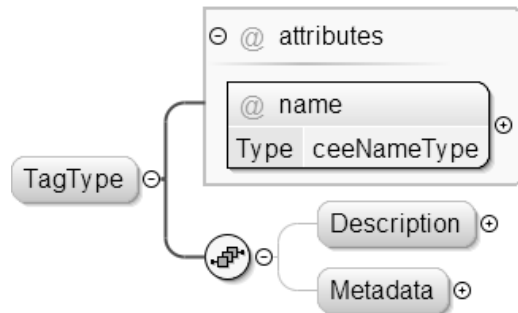 @ attributes
@ name
Type ceeNameType
TagType
Description
Metadata